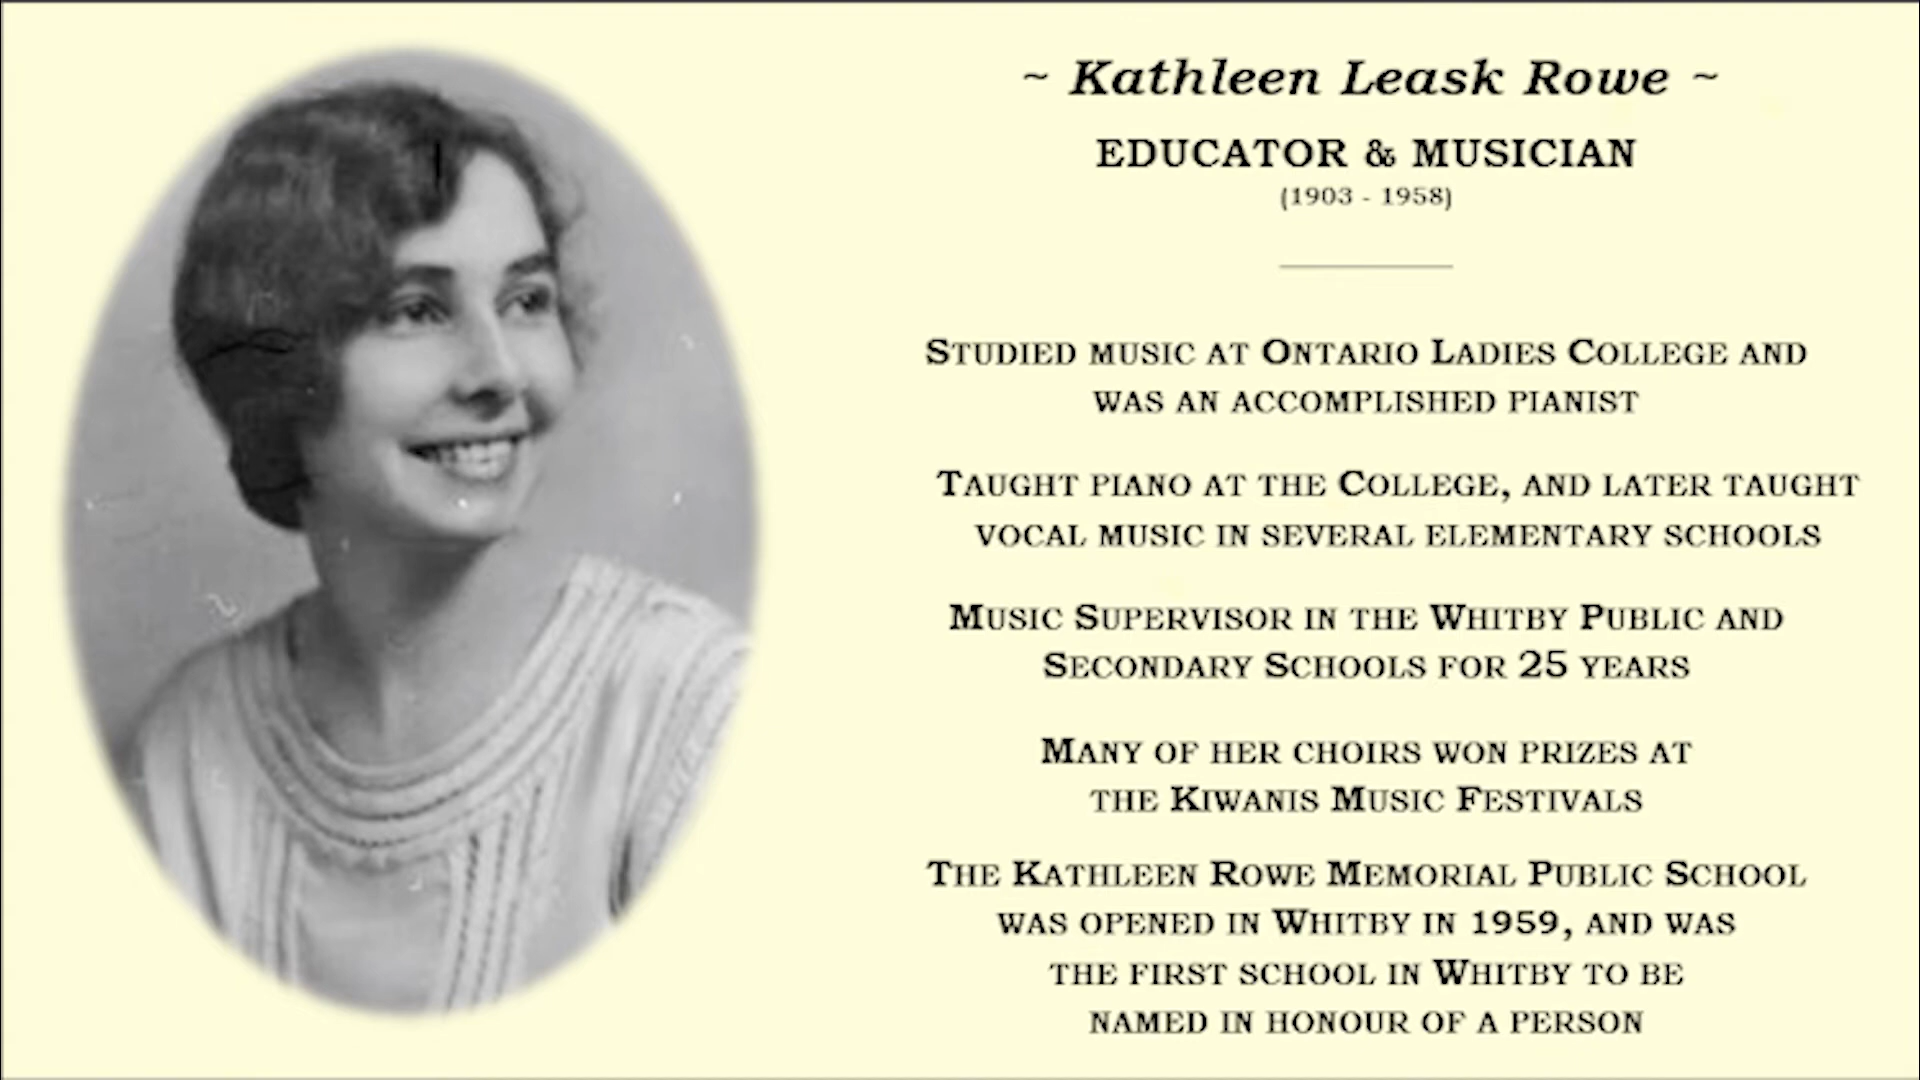 ~ Kathleen Leask Rowe ~
EDUCATOR & MUSICIAN
(1903 - 1958)
STUDIED MUSIC AT ONTARIO LADIES COLLEGE AND
WAS AN ACCOMPLISHED PIANIST
TAUGHT PIANO AT THE COLLEGE, AND LATER TAUGHT
VOCAL MUSIC IN SEVERAL ELEMENTARY SCHOOLS
MUSIC SUPERVISOR IN THE WHITBY PUBLIC AND
SECONDARY SCHOOLS FOR 25 YEARS
MANY OF HER CHOIRS WON PRIZES AT
THE KIWANIS MUSIC FESTIVALS
THE KATHLEEN ROWE MEMORIAL PUBLIC SCHOOL
WAS OPENED IN WHITBY IN 1959, AND WAS
THE FIRST SCHOOL IN WHITBY TO BE
NAMED IN HONOUR OF A PERSON